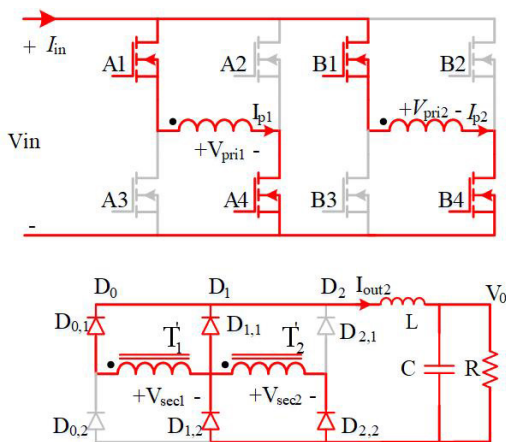 + Iin
A1 A2 B1 B2
Ip1 +Vpri2 - Ip2
Vin +Vpri1 -
A3 A4 B3 B4
-
D0 D1 D2 Iout2 V0
D0,1 T1 D1,1 T2 D2,1 L
C R
+Vsec1- +Vsec2-
D0,2 D1,2 D2,2